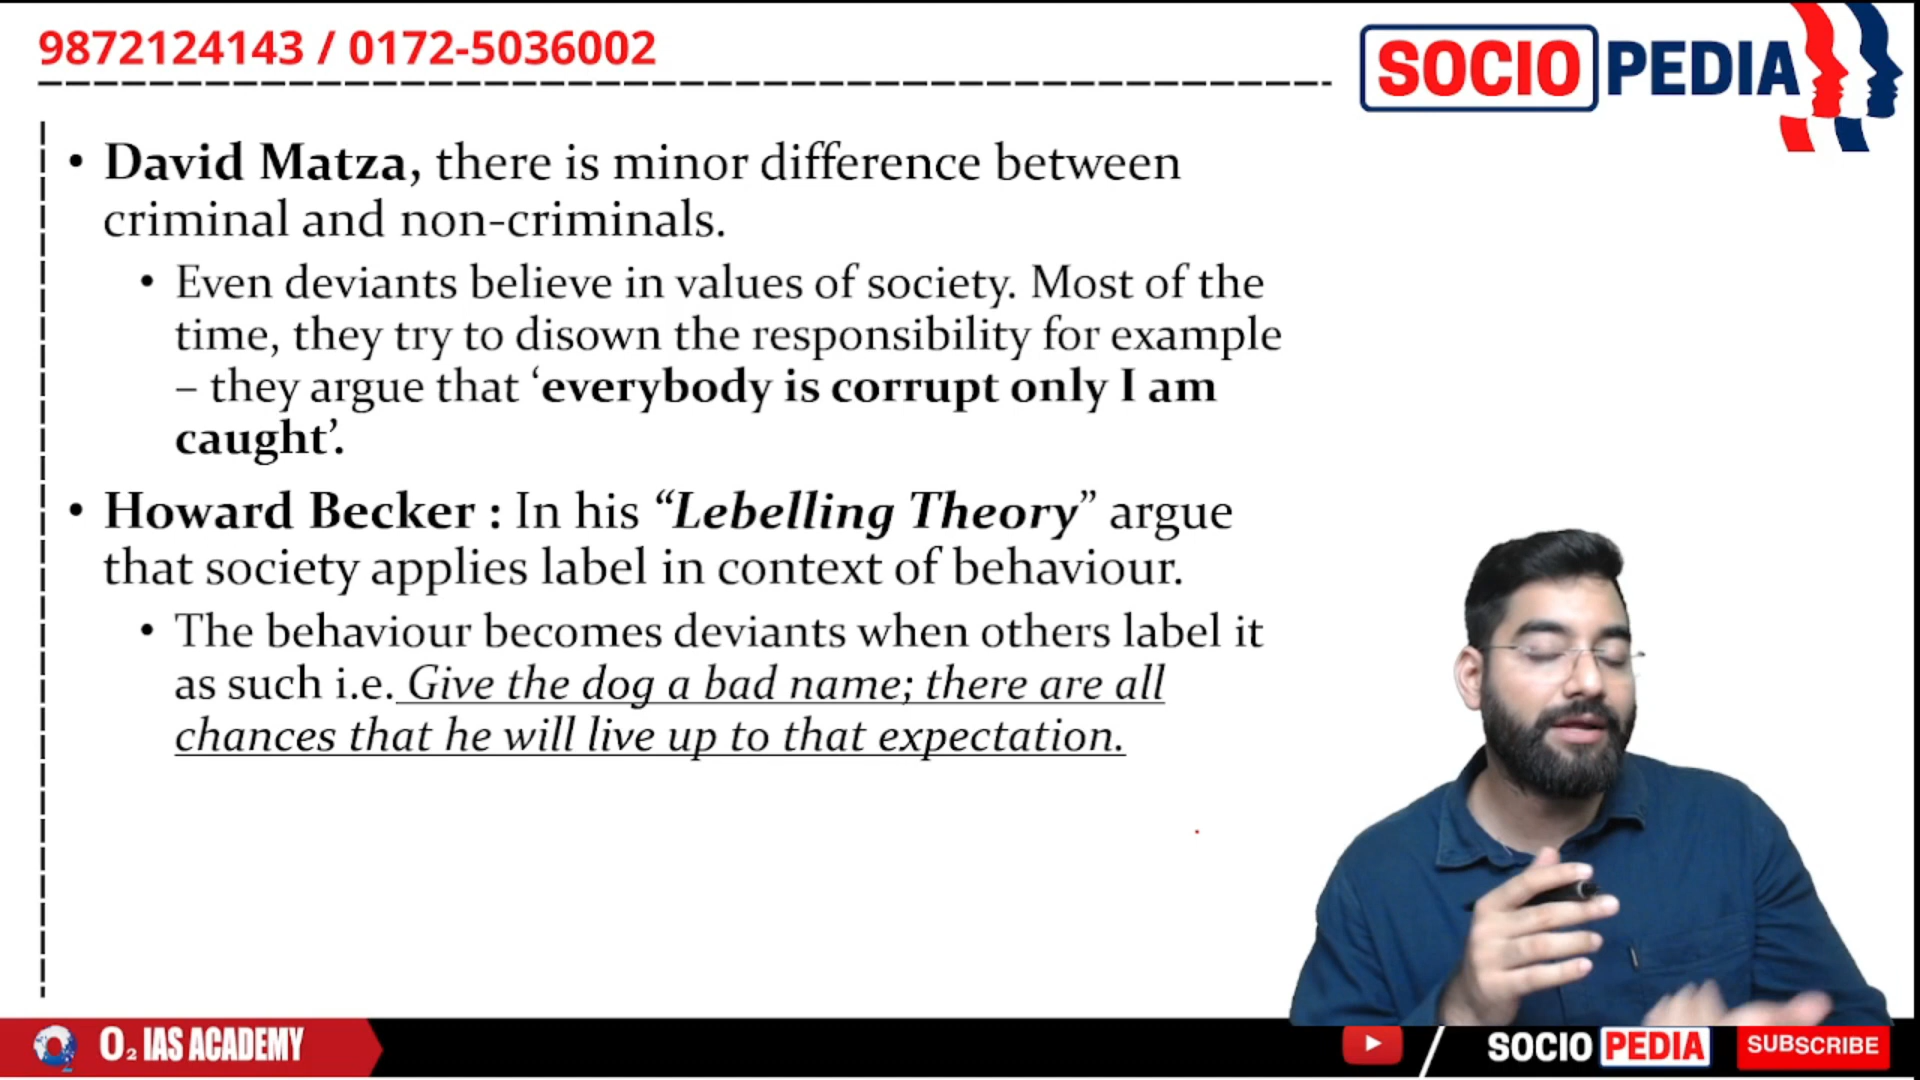 9872124143 / 0172-5036002
SOCIO PEDIA
• David Matza, there is minor difference between
criminal and non-criminals.
• Even deviants believe in values of society. Most of the
time, they try to disown the responsibility for example
– they argue that ‘everybody is corrupt only I am
caught’.
• Howard Becker : In his “Lebelling Theory” argue
that society applies label in context of behaviour.
• The behaviour becomes deviants when others label it
as such i.e. Give the dog a bad name; there are all
chances that he will live up to that expectation.
O₂ IAS ACADEMY
SOCIO PEDIA
SUBSCRIBE